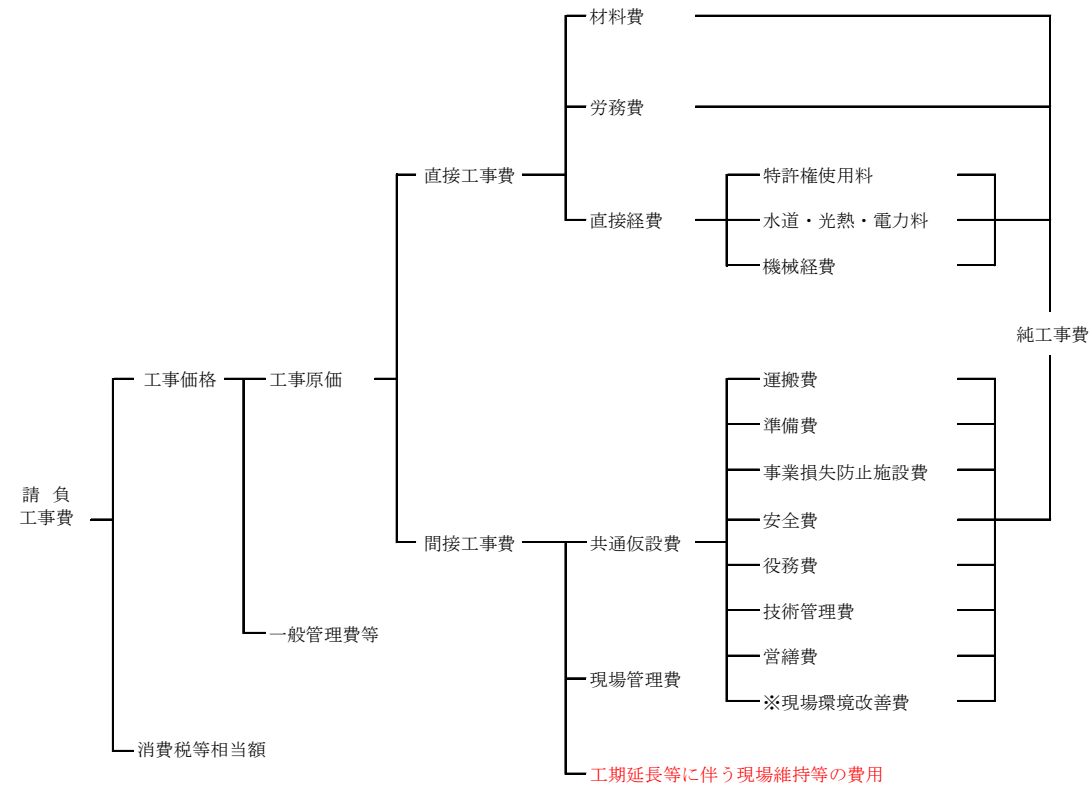 材料費
労務費
直接工事費
特許権使用料
直接経費
水道・光熱・電力料
機械経費
純工事費
工事価格
工事原価
運搬費
準備費
事業損失防止施設費
請 負
工事費
安全費
間接工事費
共通仮設費
役務費
技術管理費
一般管理費等
営繕費
現場管理費
※現場環境改善費
消費税等相当額
工期延長等に伴う現場維持等の費用